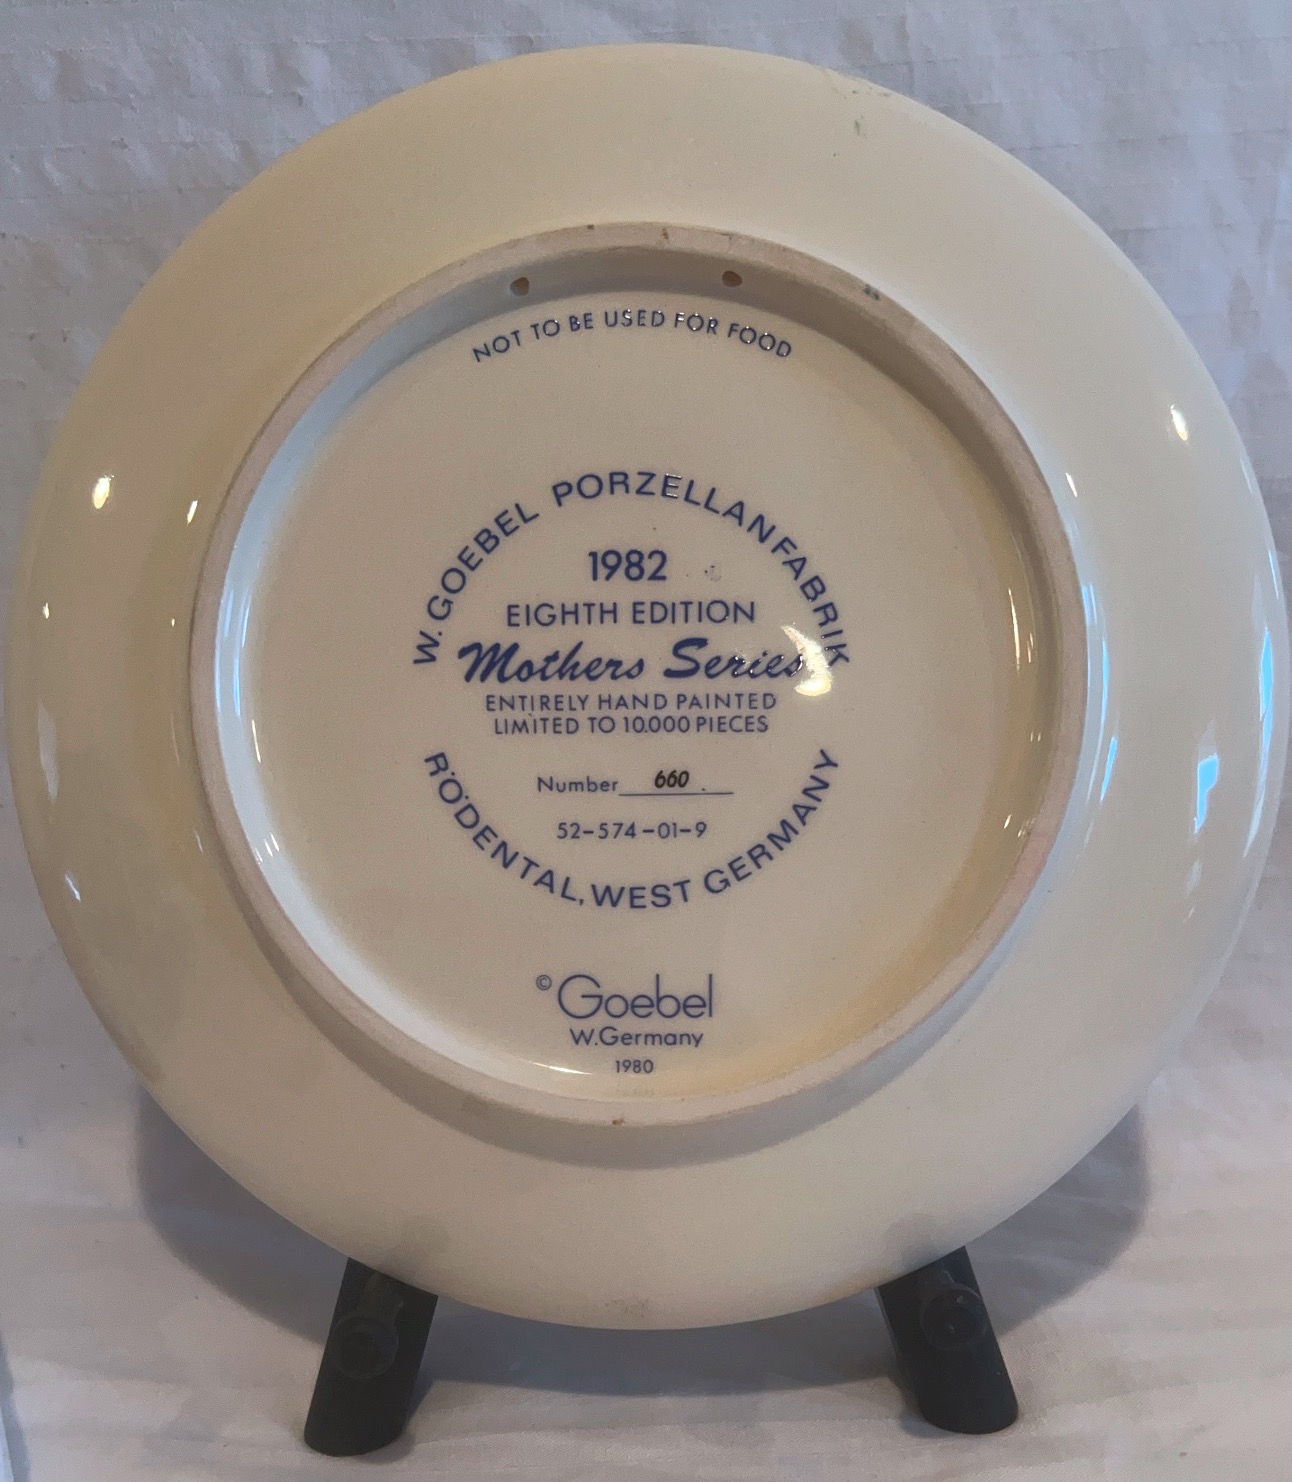 NOT TO BE USED FOR FOOD
W. GOEBEL PORZELLANFABRIK
1982
EIGHTH EDITION
Mothers Series
ENTIRELY HAND PAINTED
LIMITED TO 10.000 PIECES
Number 660
52-574-01-9
RÖDENTAL, WEST GERMANY
© Goebel
W.Germany
1980